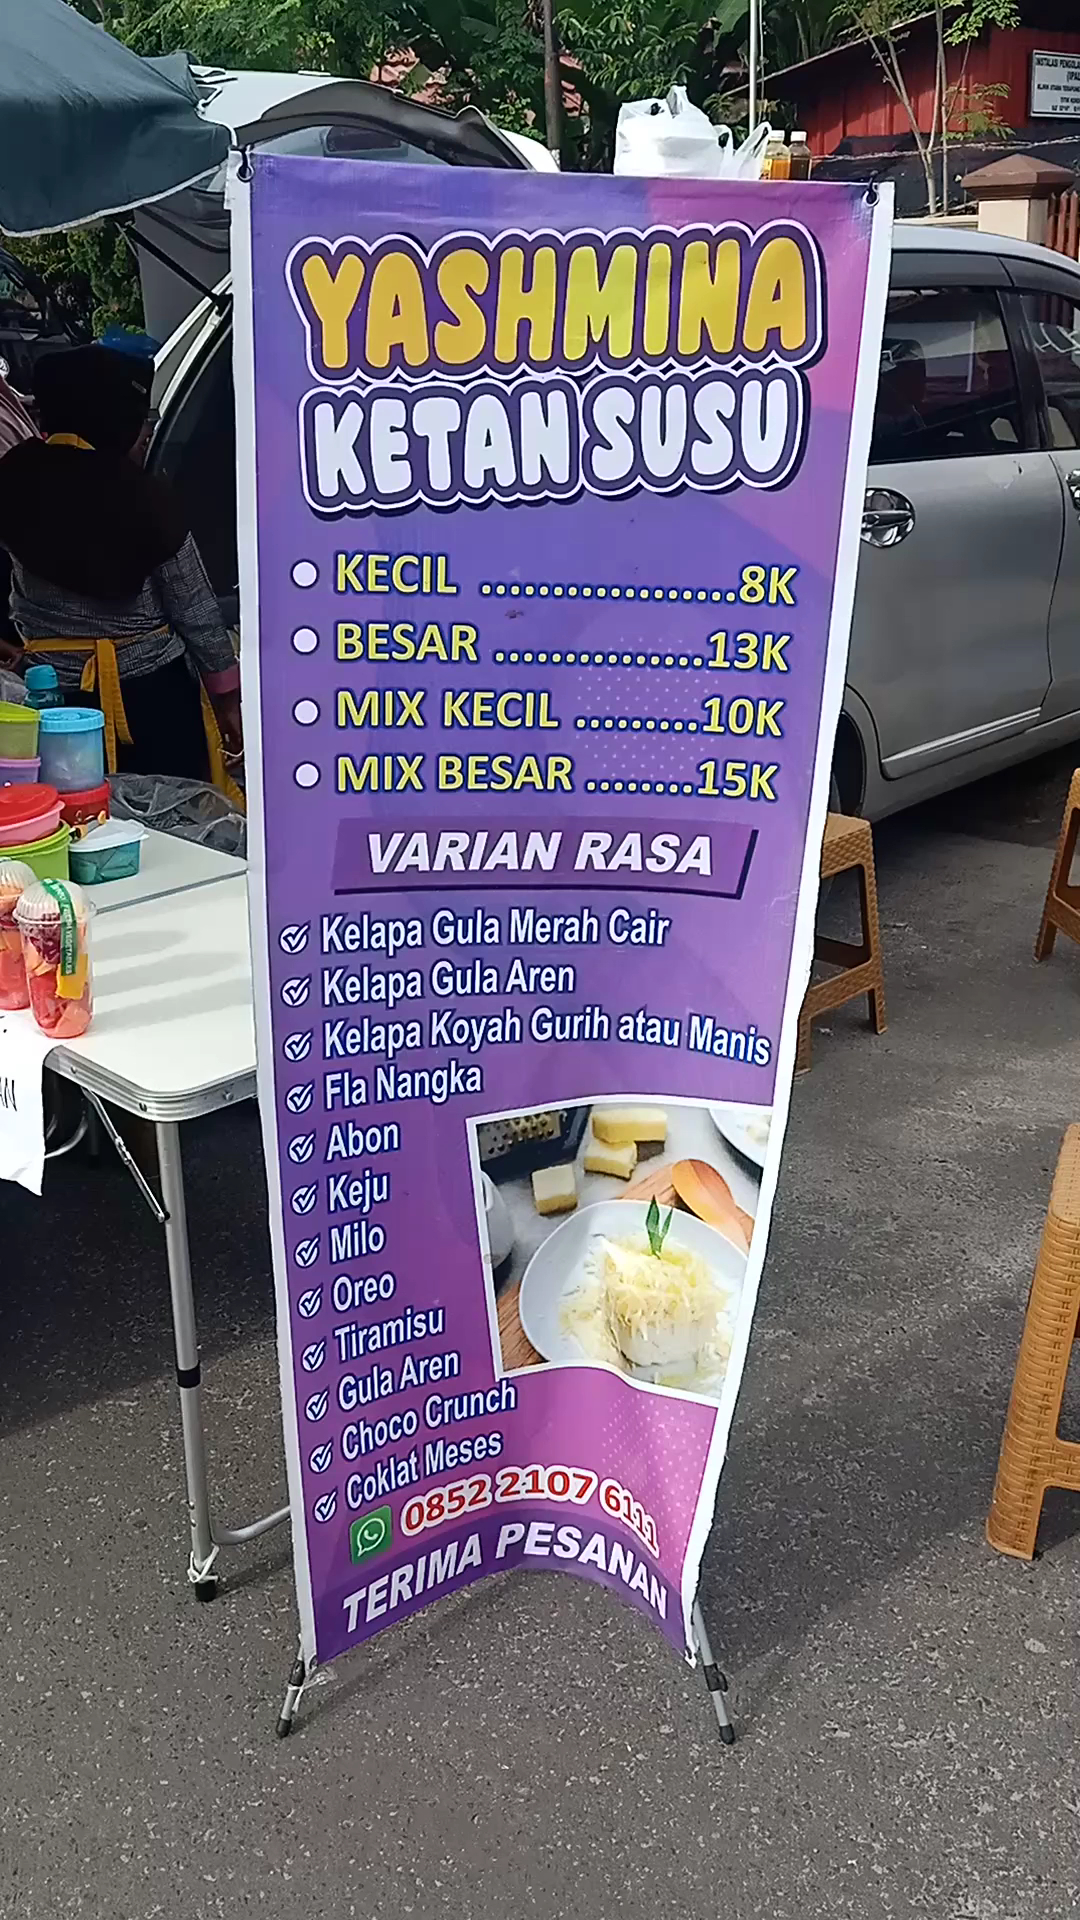 YASHMINA
KETAN SUSU
KECIL ..................8K
BESAR ...............13K
MIX KECIL .........10K
MIX BESAR ........15K
VARIAN RASA
Kelapa Gula Merah Cair
Kelapa Gula Aren
Kelapa Koyah Gurih atau Manis
Fla Nangka
Abon
Keju
Milo
Oreo
Tiramisu
Gula Aren
Choco Crunch
Coklat Meses
0852 2107 6111
TERIMA PESANAN